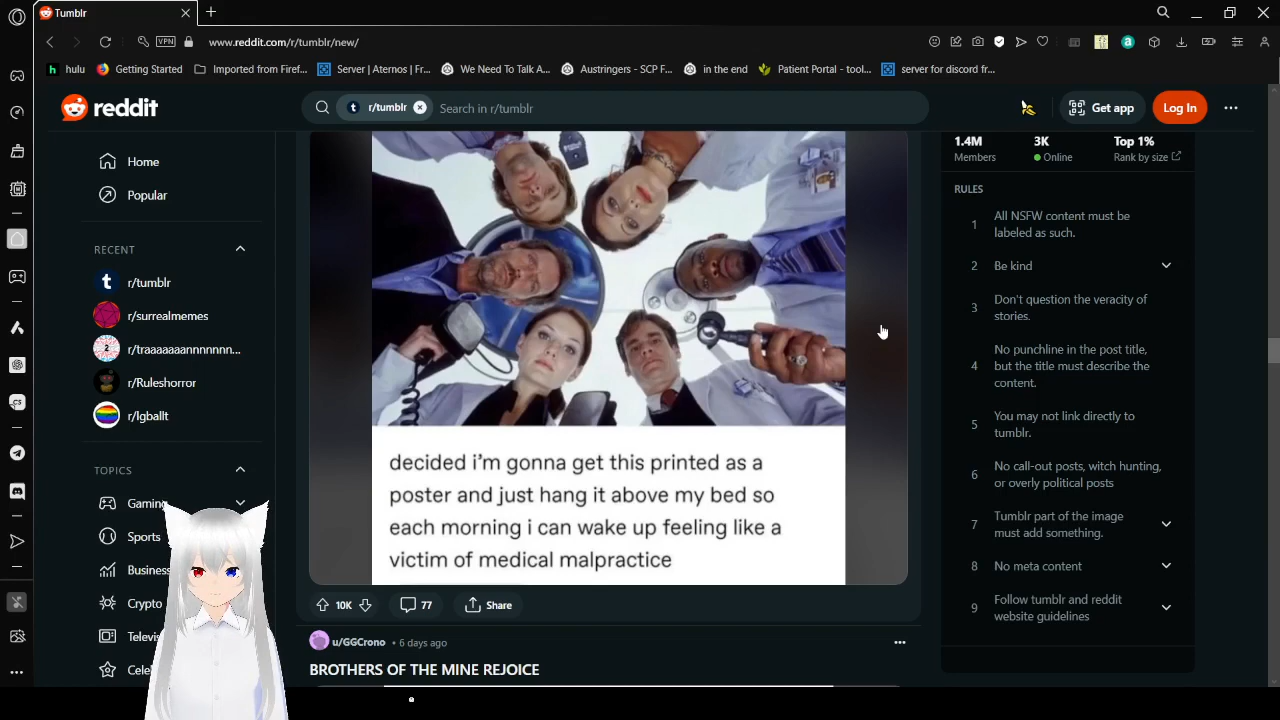 Tumblr
VPN
www.reddit.com/r/tumblr/new/
hulu
Getting Started
Imported from Firef...
Server | Aternos | Fr...
We Need To Talk A...
Austringers - SCP F...
in the end
Patient Portal - tool...
server for discord fr...
reddit
r/tumblr
Search in r/tumblr
Get app
Log In
Home
Popular
RECENT
r/tumblr
r/surrealmemes
r/traaaaaaannnnnnn...
r/Ruleshorror
r/lgballt
TOPICS
Gaming
Sports
Business
Crypto
Televi
Celeb
decided i'm gonna get this printed as a
poster and just hang it above my bed so
each morning i can wake up feeling like a
victim of medical malpractice
10K
77
Share
u/GGCrono • 6 days ago
BROTHERS OF THE MINE REJOICE
1.4M 3K Top 1%
Members Online Rank by size
RULES
1 All NSFW content must be
labeled as such.
2 Be kind
3 Don't question the veracity of
stories.
4 No punchline in the post title,
but the title must describe the
content.
5 You may not link directly to
tumblr.
6 No call-out posts, witch hunting,
or overly political posts
7 Tumblr part of the image
must add something.
8 No meta content
9 Follow tumblr and reddit
website guidelines